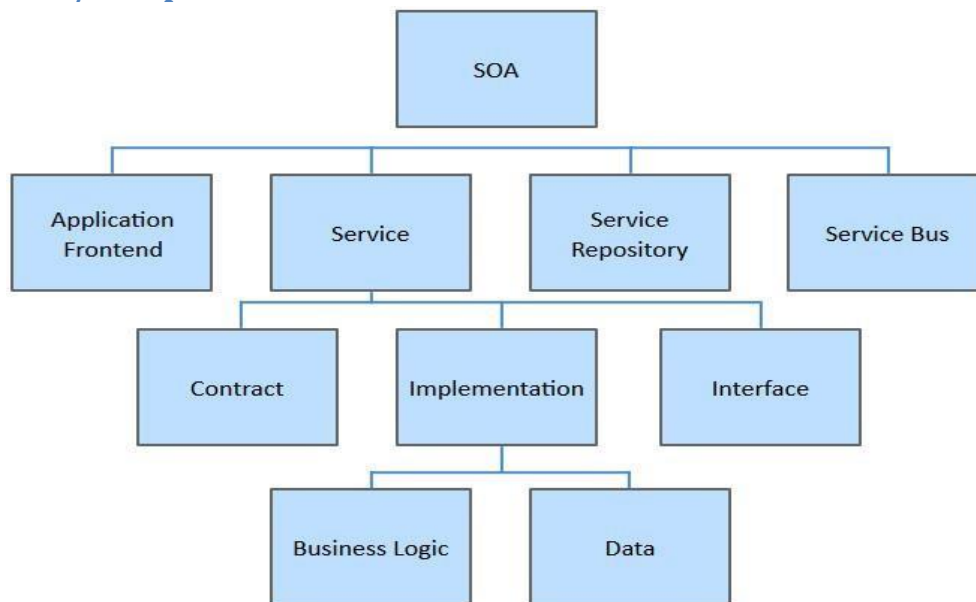 SOA
Application
Frontend
Service
Service
Repository
Service Bus
Contract
Implementation
Interface
Business Logic
Data